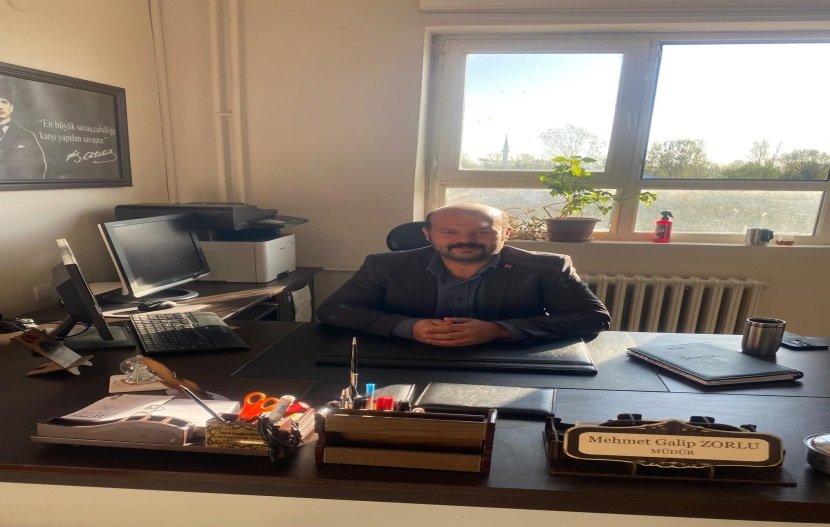 "En büyük savaş, cahilliğe
karşı yapılan savaştır."
Mehmet Galip ZORLU
MÜDÜR